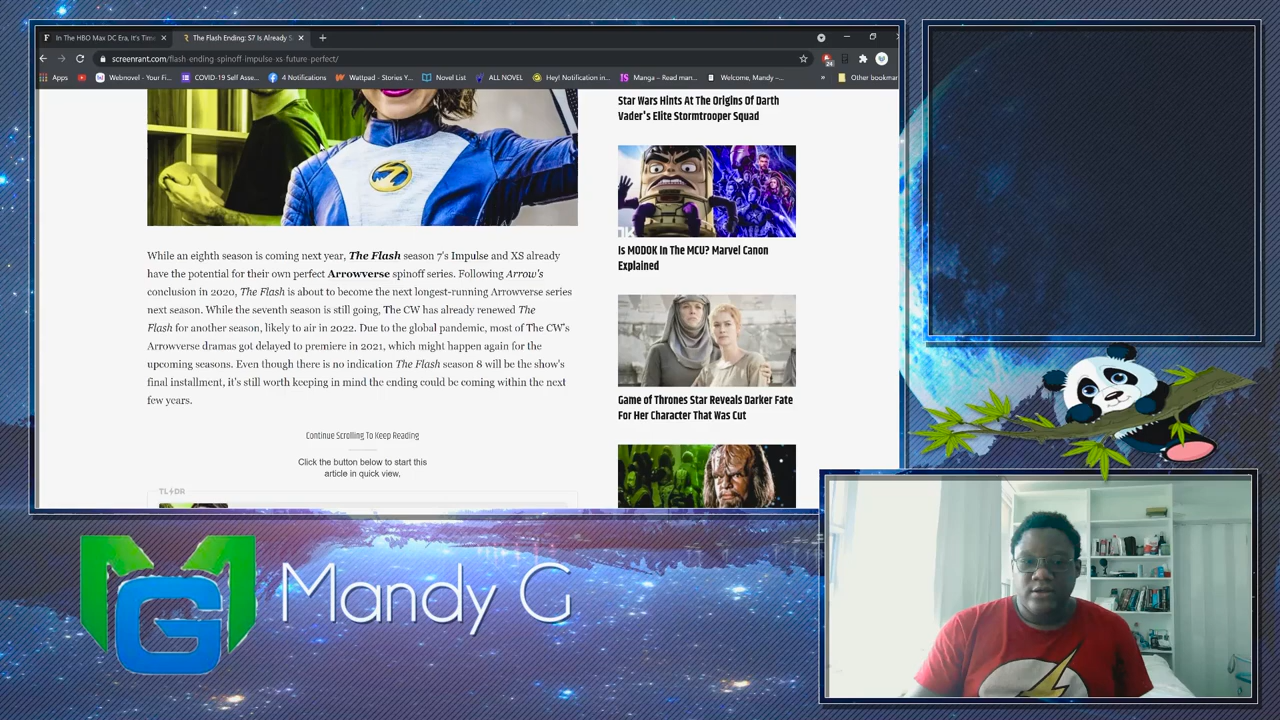 In The HBO Max DC Era, It's Time
The Flash Ending: S7 Is Already S
screenrant.com/flash-ending-spinoff-impulse-xs-future-perfect/
24
Apps
Webnovel - Your Fi...
COVID-19 Self Asse...
4 Notifications
Wattpad - Stories Y...
Novel List
ALL NOVEL
Hey! Notification in...
Manga – Read man...
Welcome, Mandy —...
»
Other bookmar
While an eighth season is coming next year, The Flash season 7's Impulse and XS already
have the potential for their own perfect Arrowverse spinoff series. Following Arrow's
conclusion in 2020, The Flash is about to become the next longest-running Arrowverse series
next season. While the seventh season is still going, The CW has already renewed The
Flash for another season, likely to air in 2022. Due to the global pandemic, most of The CW's
Arrowverse dramas got delayed to premiere in 2021, which might happen again for the
upcoming seasons. Even though there is no indication The Flash season 8 will be the show's
final installment, it's still worth keeping in mind the ending could be coming within the next
few years.
Continue Scrolling To Keep Reading
Click the button below to start this
article in quick view.
TL DR
Star Wars Hints At The Origins Of Darth
Vader's Elite Stormtrooper Squad
Is MODOK In The MCU? Marvel Canon
Explained
Game of Thrones Star Reveals Darker Fate
For Her Character That Was Cut
MG
Mandy G